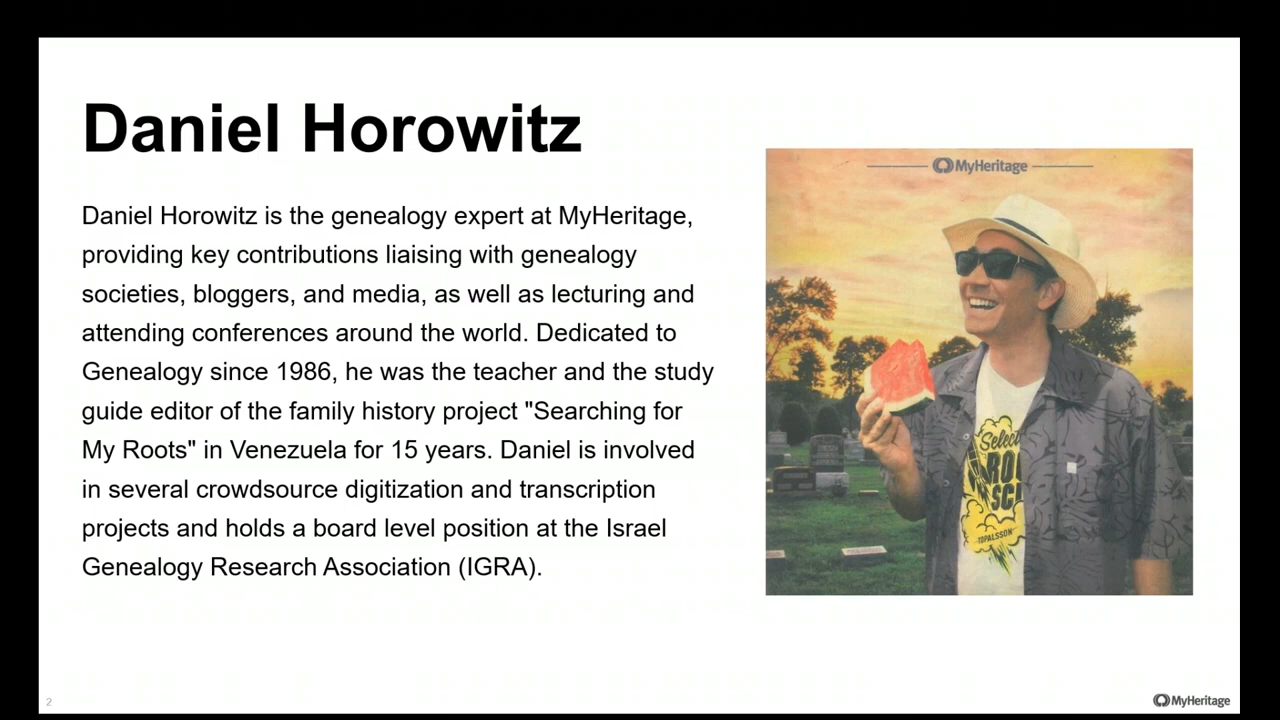 Daniel Horowitz
Daniel Horowitz is the genealogy expert at MyHeritage,
providing key contributions liaising with genealogy
societies, bloggers, and media, as well as lecturing and
attending conferences around the world. Dedicated to
Genealogy since 1986, he was the teacher and the study
guide editor of the family history project "Searching for
My Roots" in Venezuela for 15 years. Daniel is involved
in several crowdsource digitization and transcription
projects and holds a board level position at the Israel
Genealogy Research Association (IGRA).
MyHeritage
Select
RO
SC
TOPALSSON
2
MyHeritage